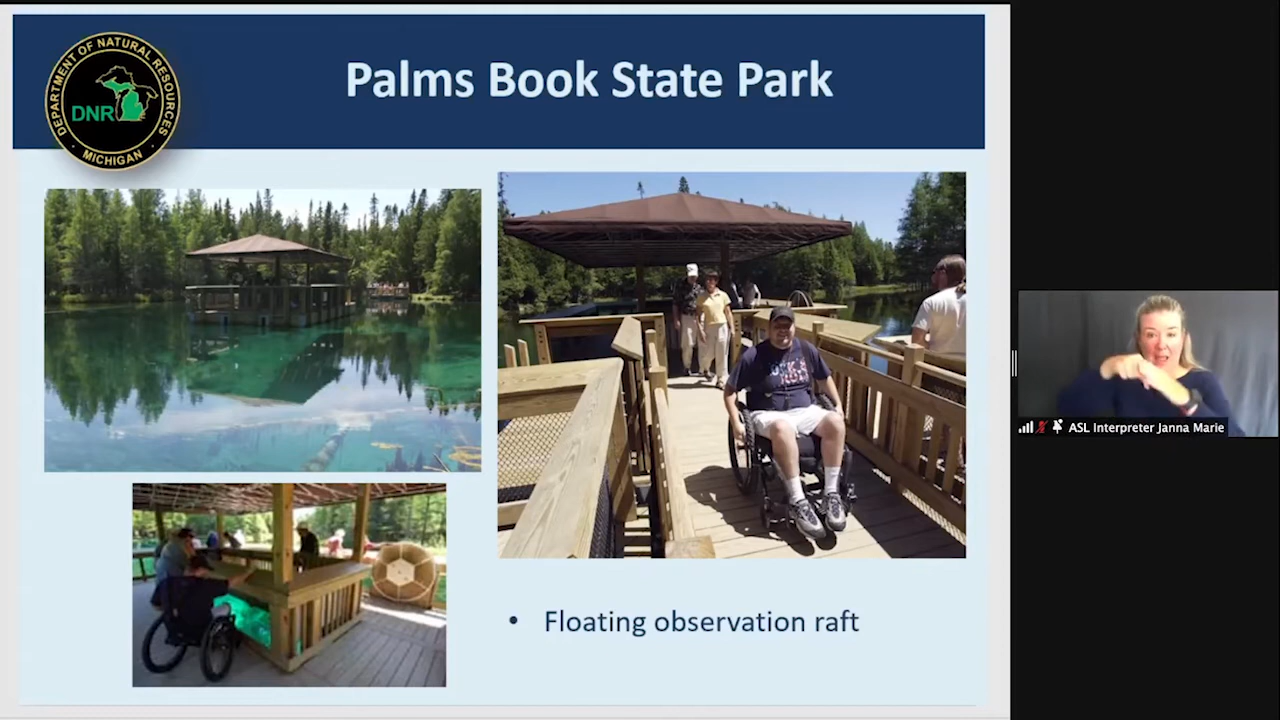 Palms Book State Park
DEPARTMENT OF NATURAL RESOURCES
DNR
MICHIGAN
• Floating observation raft
ASL Interpreter Janna Marie